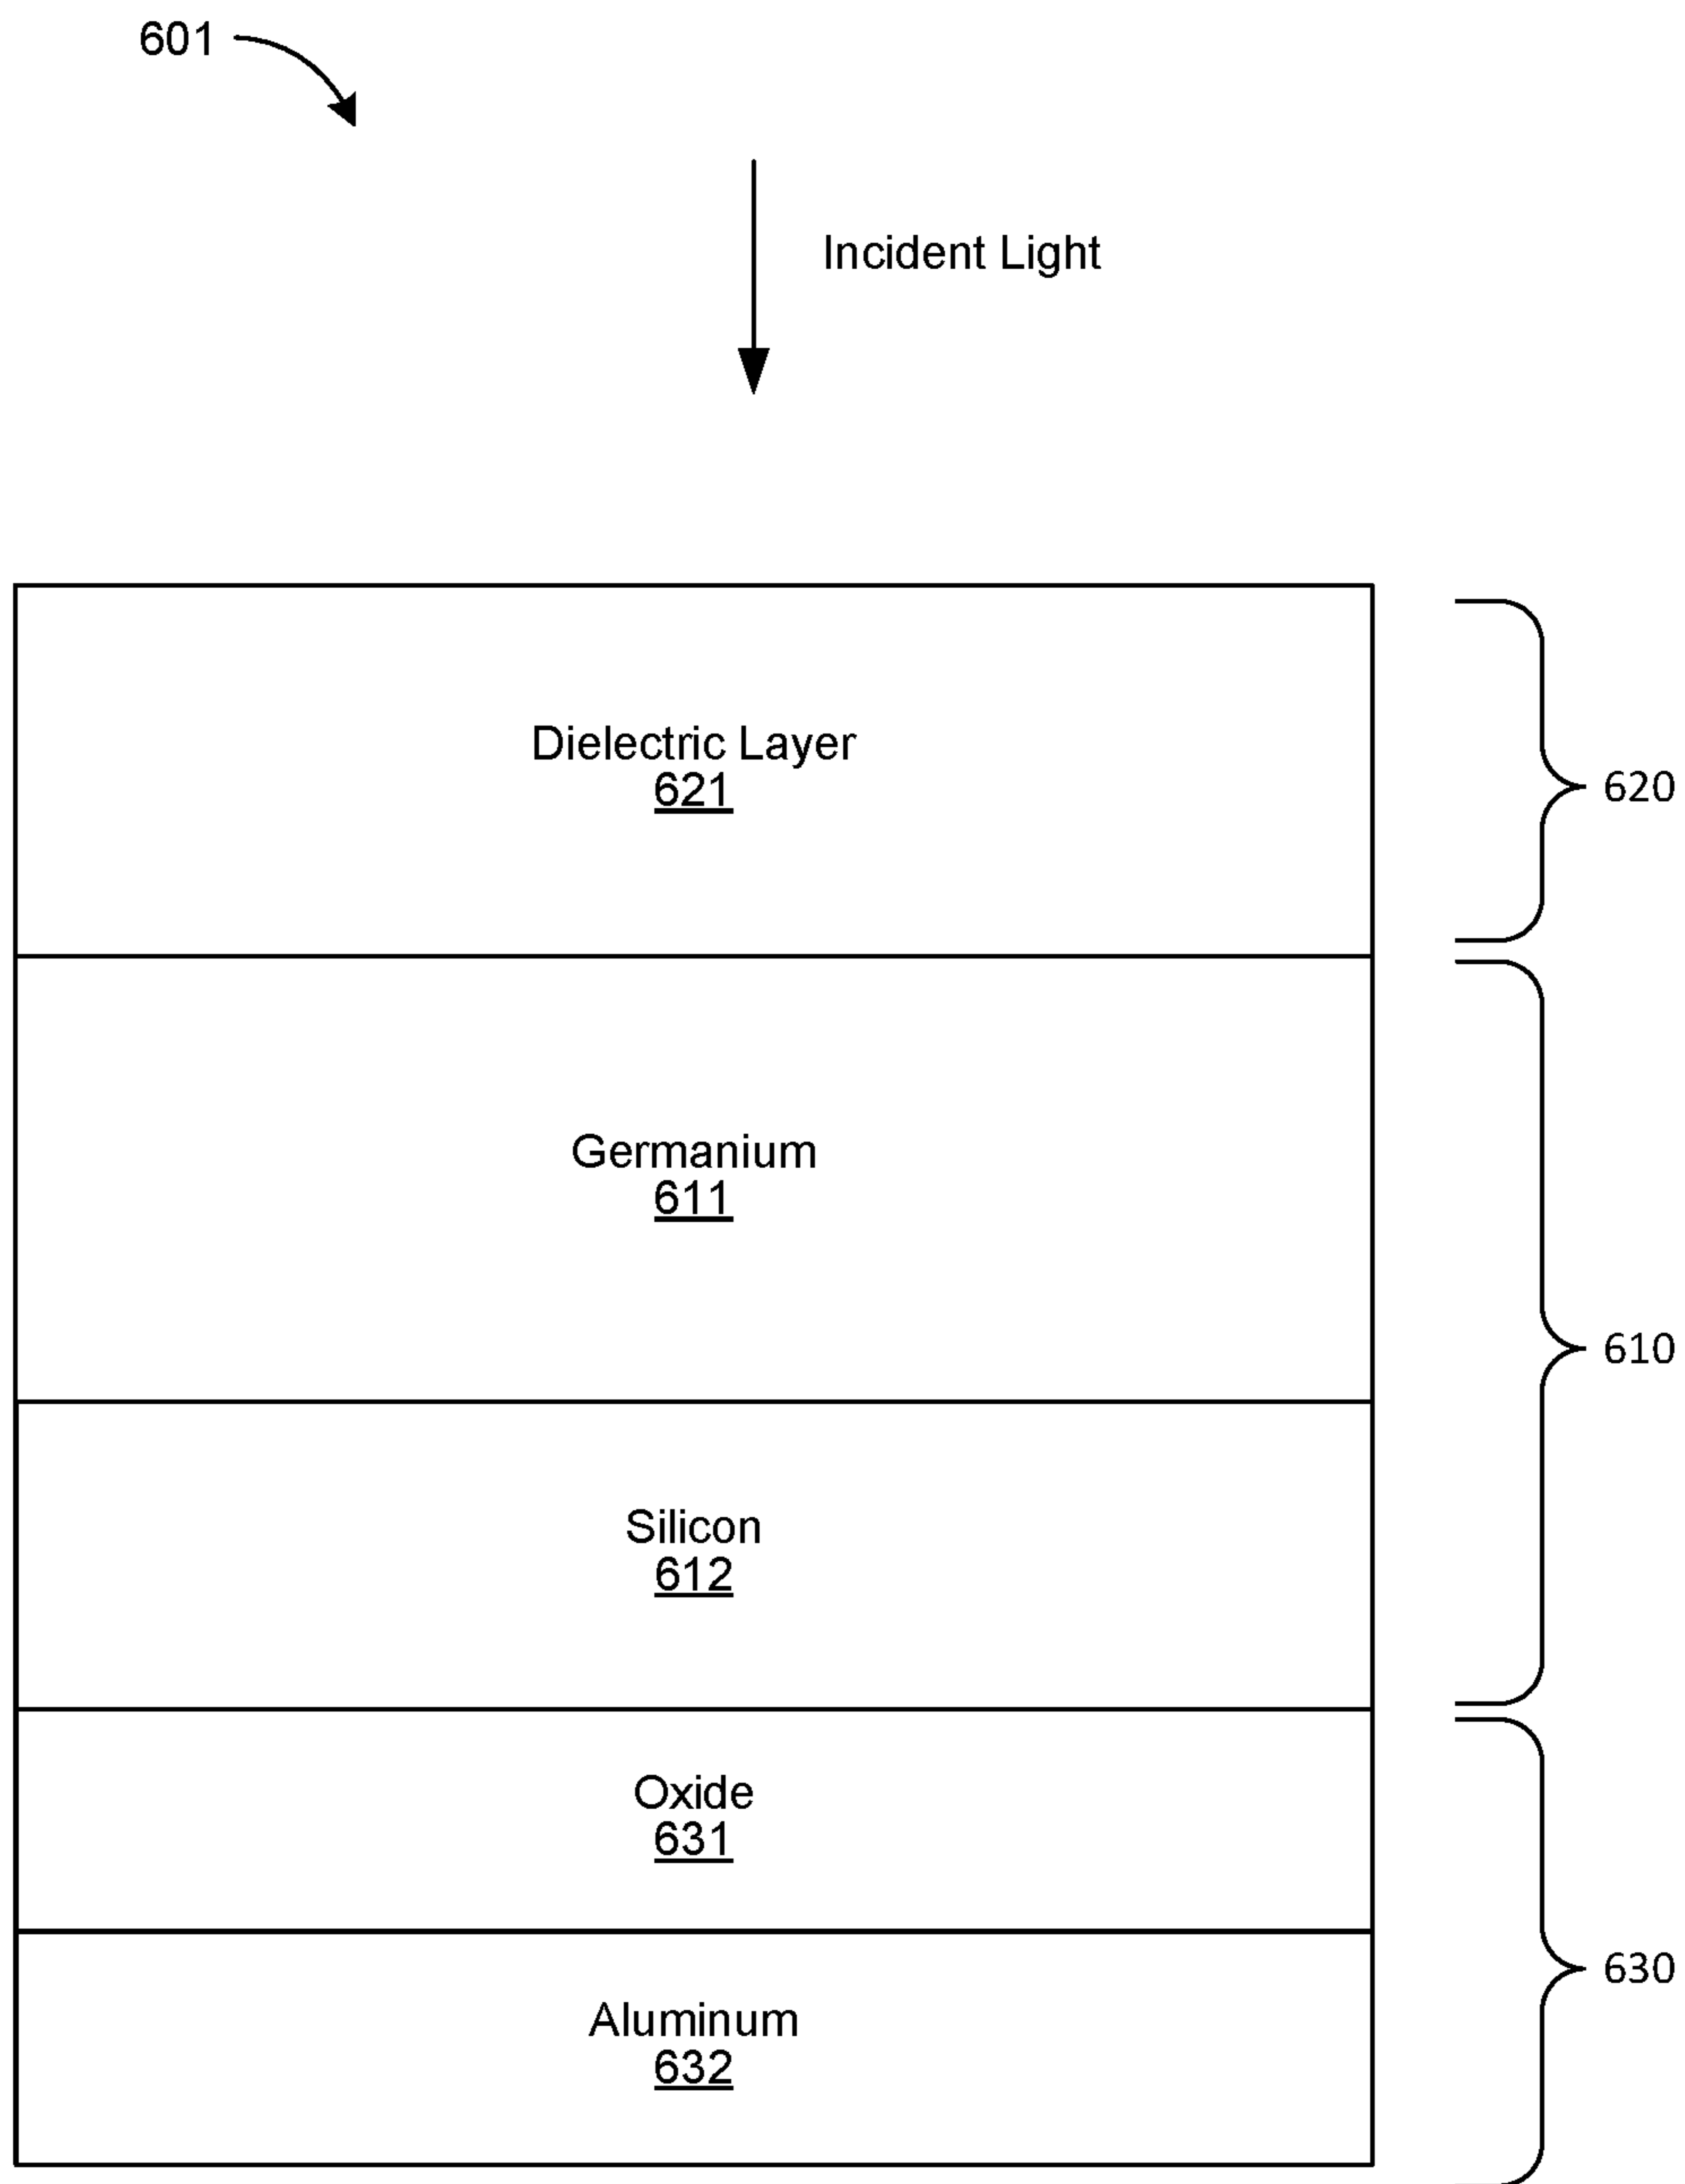 601
Incident Light
Dielectric Layer
621
620
Germanium
611
610
Silicon
612
Oxide
631
630
Aluminum
632